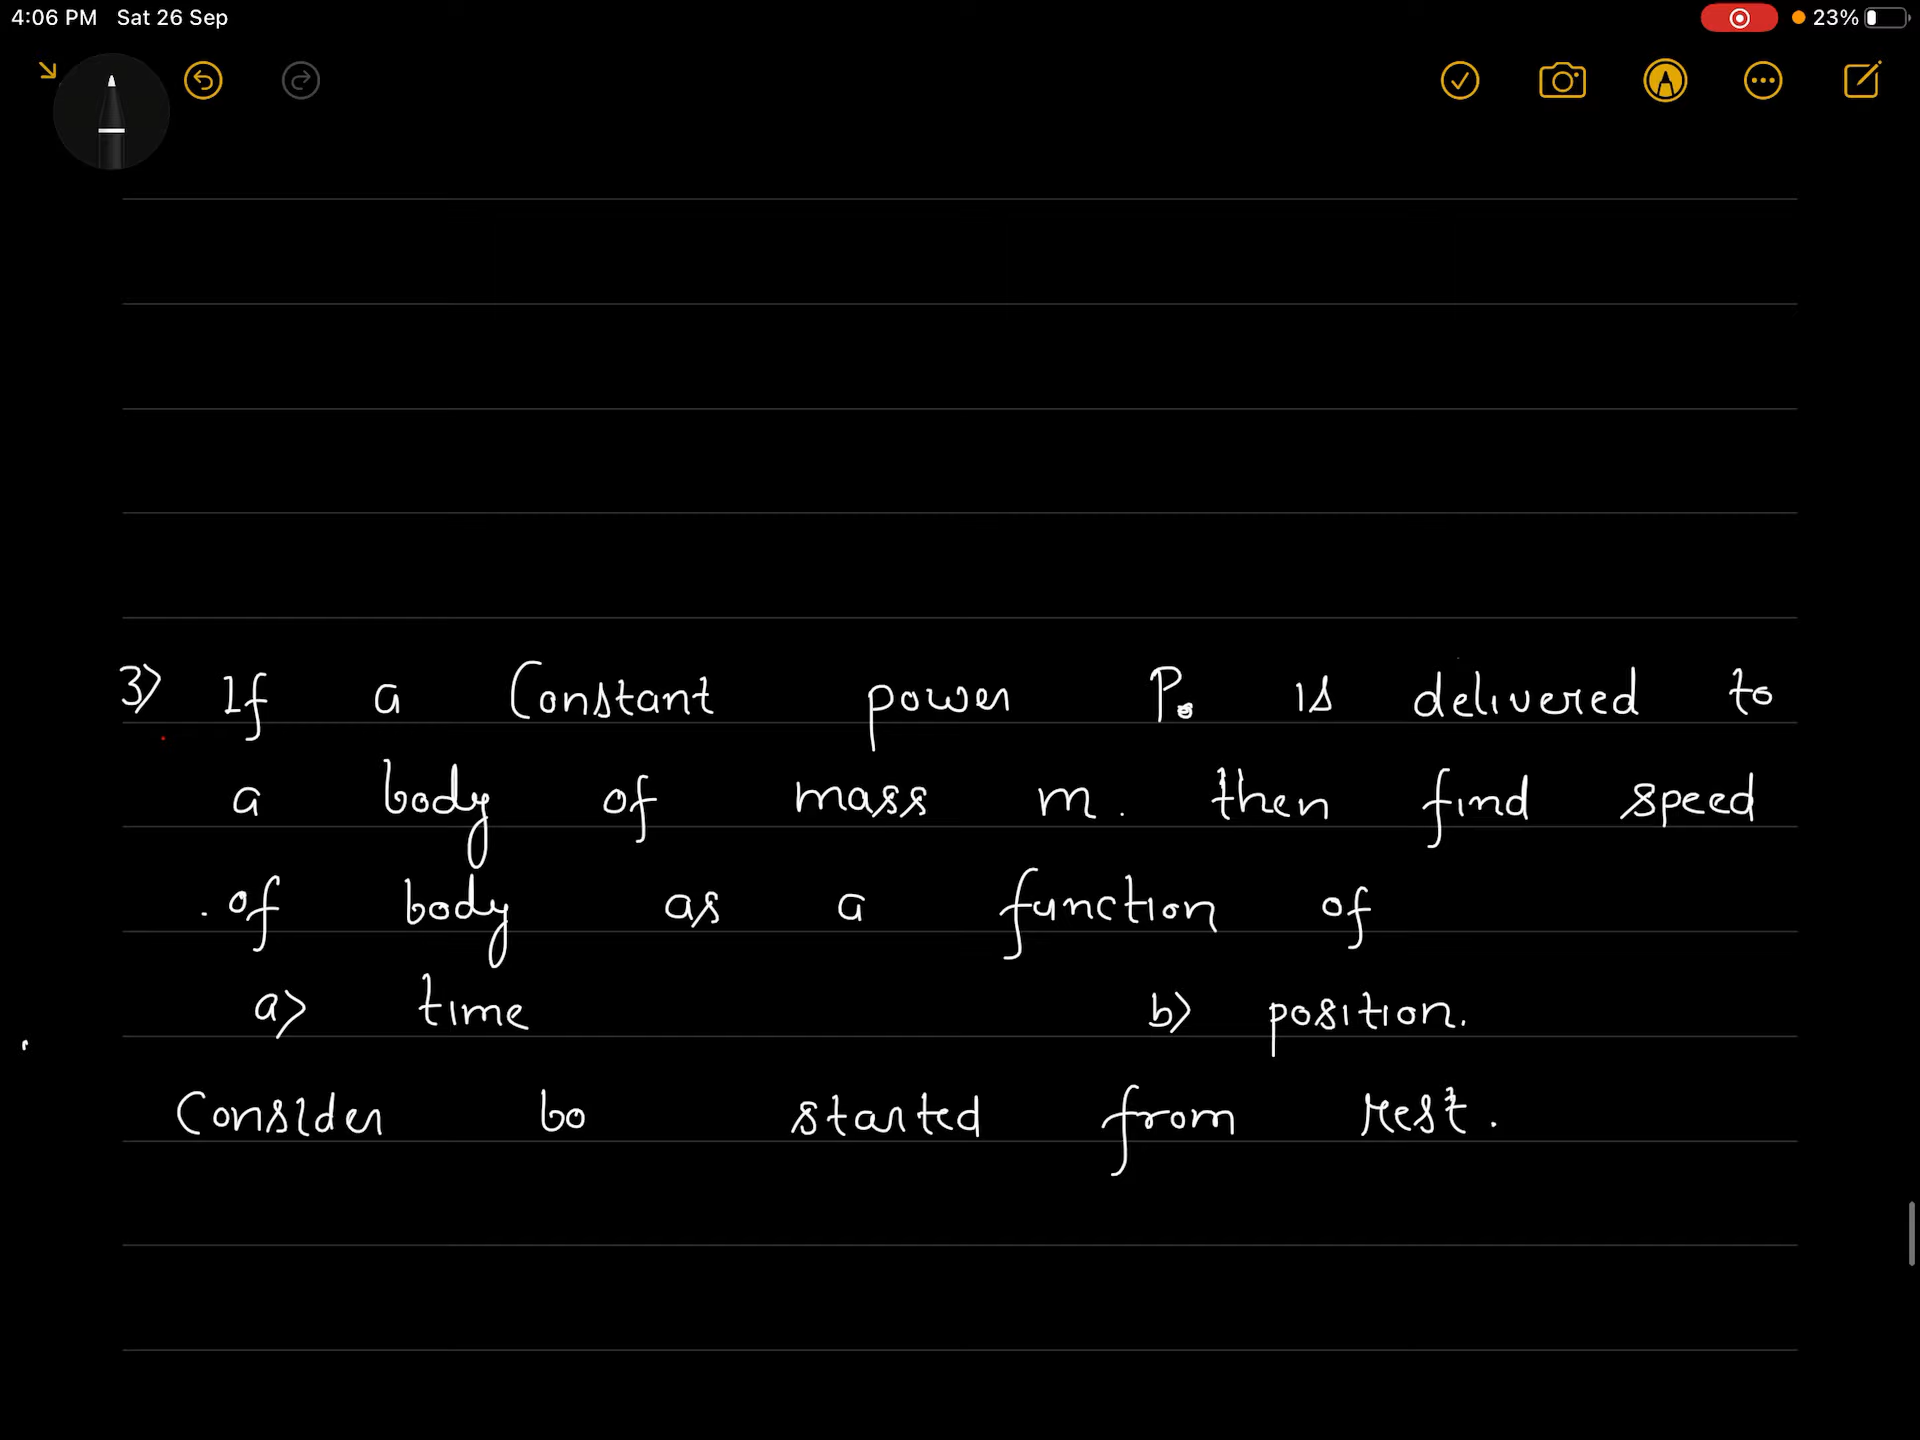 4:06 PM Sat 26 Sep 23%
3) If a Constant power P₀ is delivered to
a body of mass m. then find speed
of body as a function of
a) time b) position.
Consider bo started from rest.